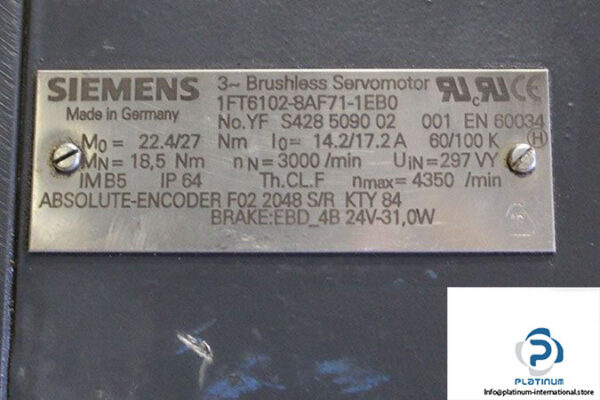 SIEMENS 3~ Brushless Servomotor
Made in Germany 1FT6102-8AF71-1EB0
No.YF S428 5090 02 001 EN 60034
M0 = 22.4/27 Nm I0= 14.2/17.2 A 60/100 K H
MN = 18,5 Nm nN=3000/min UiN=297 VY
IM B5 IP 64 Th.CL.F nmax= 4350 /min
ABSOLUTE-ENCODER F02 2048 S/R KTY 84
BRAKE:EBD_4B 24V-31,0W
PLATINUM
Info@platinum-international.store